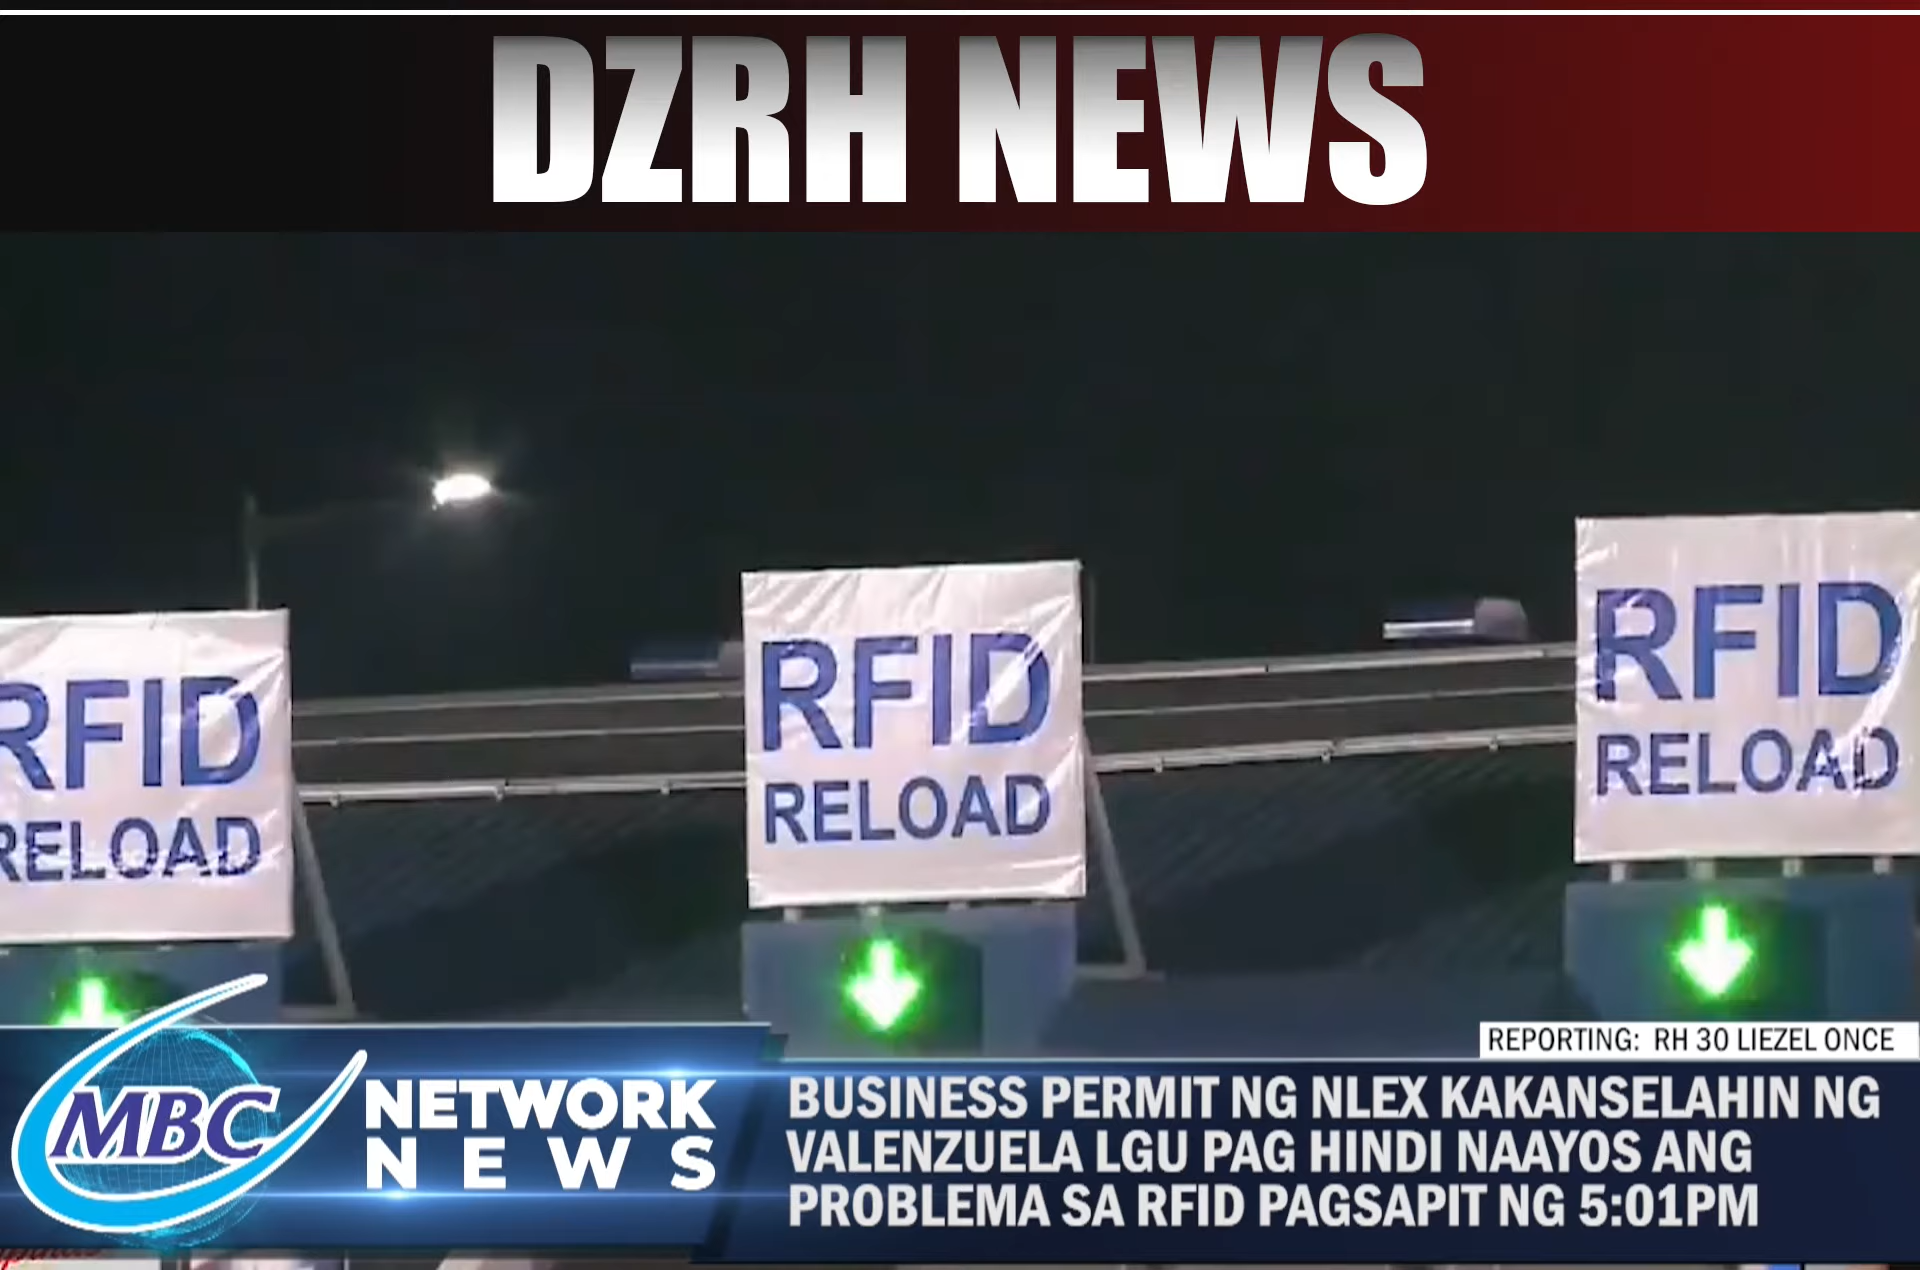 DZRH NEWS
RFID
RELOAD
RFID
RELOAD
RFID
RELOAD
REPORTING: RH 30 LIEZEL ONCE
MBC
NETWORK
NEWS
BUSINESS PERMIT NG NLEX KAKANSELAHIN NG
VALENZUELA LGU PAG HINDI NAAYOS ANG
PROBLEMA SA RFID PAGSAPIT NG 5:01PM